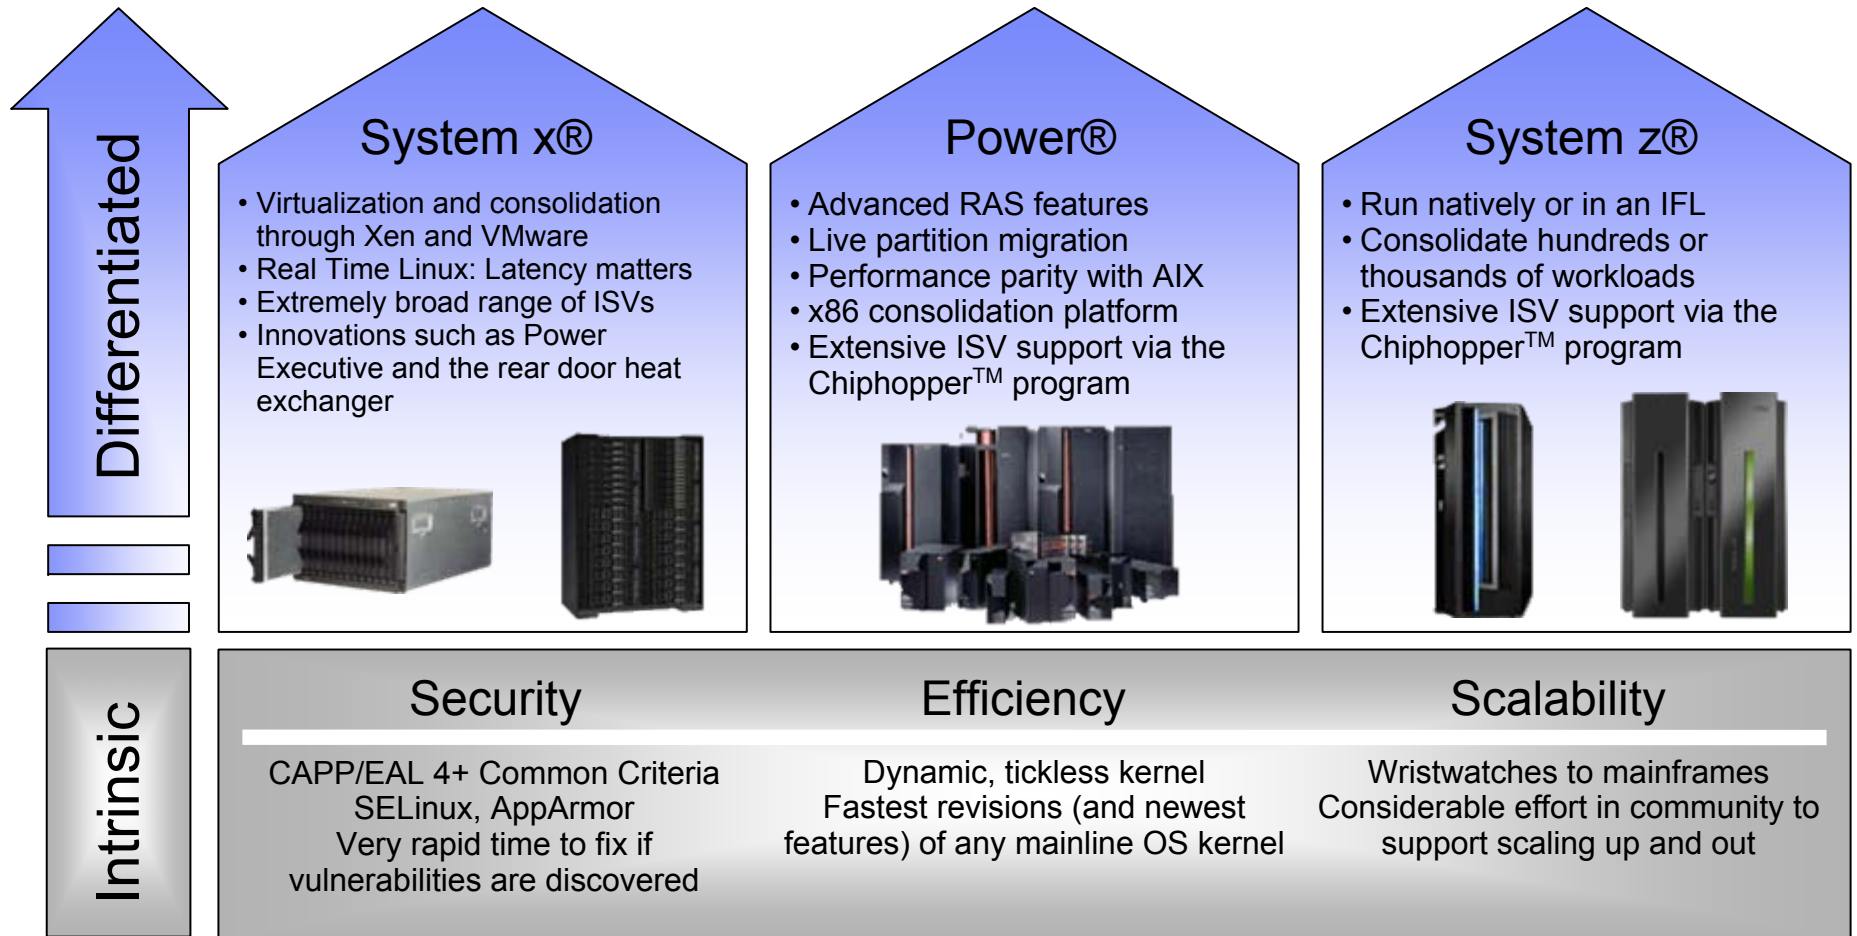 Differentiated
System x®
• Virtualization and consolidation
through Xen and VMware
• Real Time Linux: Latency matters
• Extremely broad range of ISVs
• Innovations such as Power
Executive and the rear door heat
exchanger
Power®
• Advanced RAS features
• Live partition migration
• Performance parity with AIX
• x86 consolidation platform
• Extensive ISV support via the
Chiphopper™ program
System z®
• Run natively or in an IFL
• Consolidate hundreds or
thousands of workloads
• Extensive ISV support via the
Chiphopper™ program
Intrinsic
Security
CAPP/EAL 4+ Common Criteria
SELinux, AppArmor
Very rapid time to fix if
vulnerabilities are discovered
Efficiency
Dynamic, tickless kernel
Fastest revisions (and newest
features) of any mainline OS kernel
Scalability
Wristwatches to mainframes
Considerable effort in community to
support scaling up and out